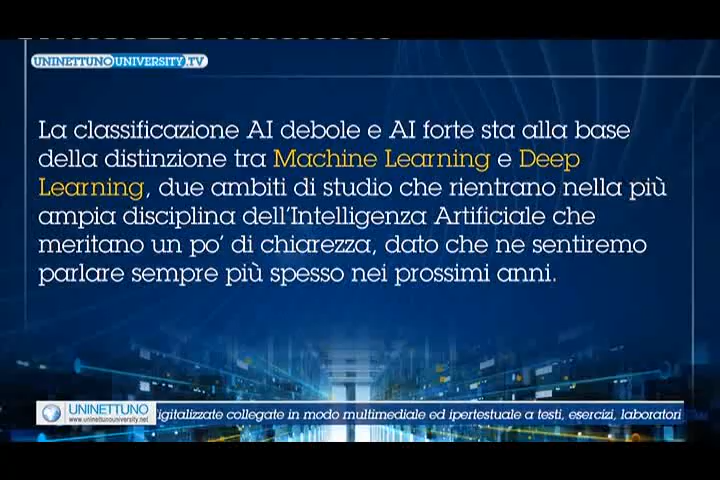 UNINETTUNOUNIVERSITY.TV
La classificazione AI debole e AI forte sta alla base
della distinzione tra Machine Learning e Deep
Learning, due ambiti di studio che rientrano nella più
ampia disciplina dell'Intelligenza Artificiale che
meritano un po' di chiarezza, dato che ne sentiremo
parlare sempre più spesso nei prossimi anni.
UNINETTUNO
www.uninettunouniversity.net
igitalizzate collegate in modo multimediale ed ipertestuale a testi, esercizi, laboratori